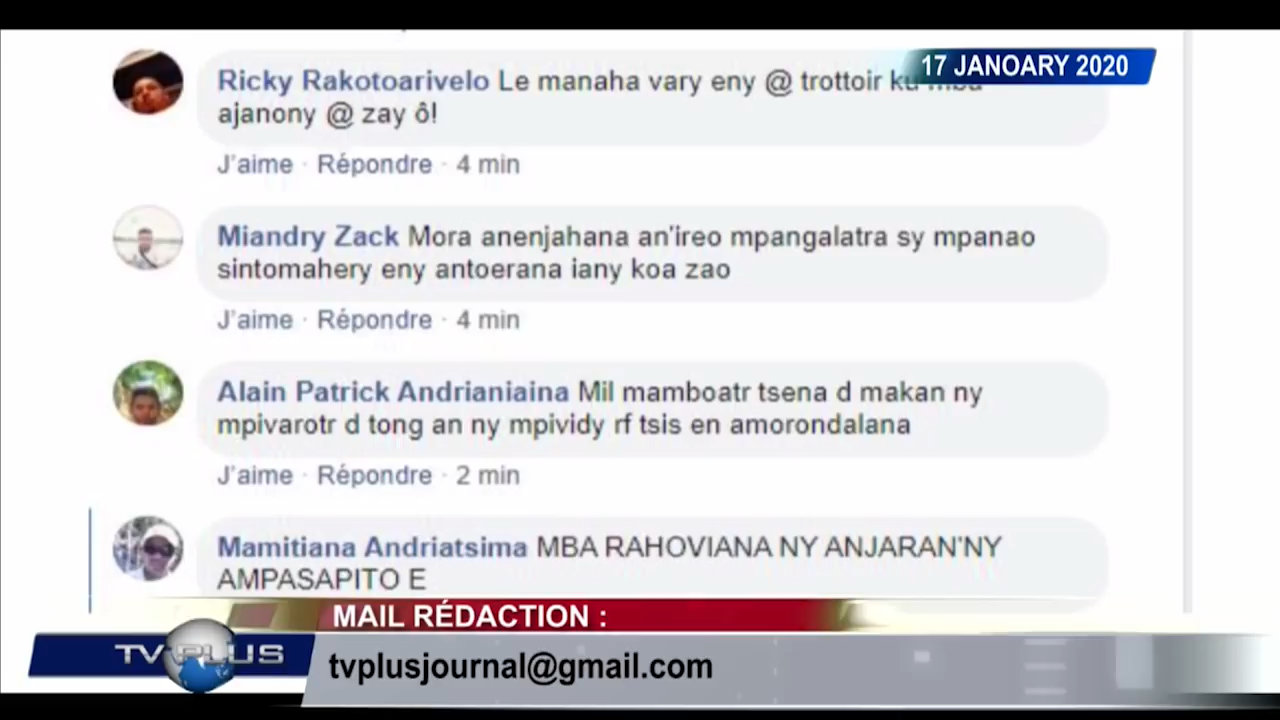 17 JANOARY 2020
Ricky Rakotoarivelo Le manaha vary eny @ trottoir
ajanony @ zay ô!
J'aime · Répondre · 4 min
Miandry Zack Mora anenjahana an'ireo mpangalatra sy mpanao
sintomahery eny antoerana iany koa zao
J'aime · Répondre · 4 min
Alain Patrick Andrianiaina Mil mamboatr tsena d makan ny
mpivarotr d tong an ny mpividy rf tsis en amorondalana
J'aime · Répondre · 2 min
Mamitiana Andriatsima MBA RAHOVIANA NY ANJARAN'NY
AMPASAPITO E
MAIL RÉDACTION :
TV PLUS
tvplusjournal@gmail.com